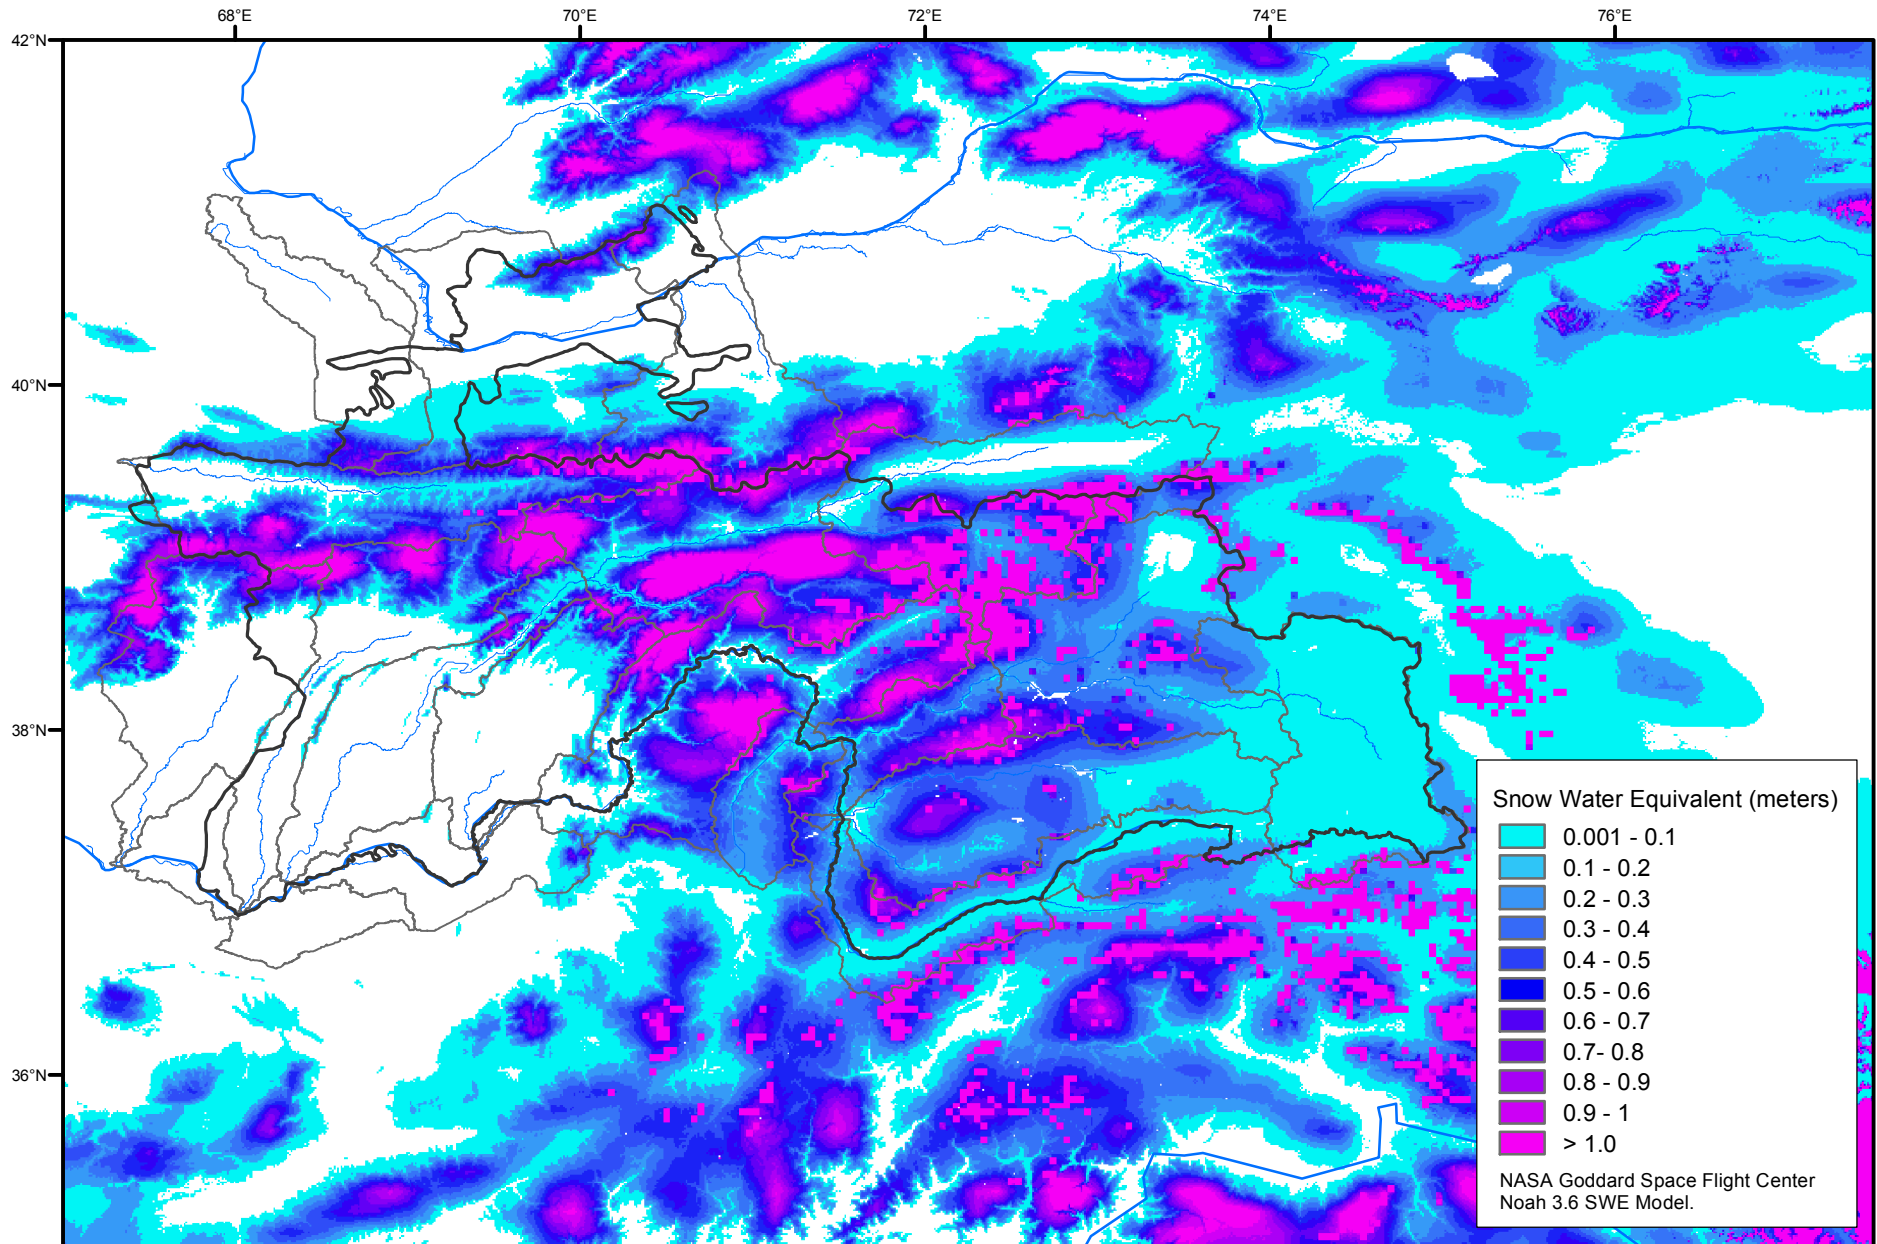 68°E 70°E 72°E 74°E 76°E
42°N
40°N
38°N
36°N
Snow Water Equivalent (meters)
0.001 - 0.1
0.1 - 0.2
0.2 - 0.3
0.3 - 0.4
0.4 - 0.5
0.5 - 0.6
0.6 - 0.7
0.7- 0.8
0.8 - 0.9
0.9 - 1
> 1.0
NASA Goddard Space Flight Center
Noah 3.6 SWE Model.